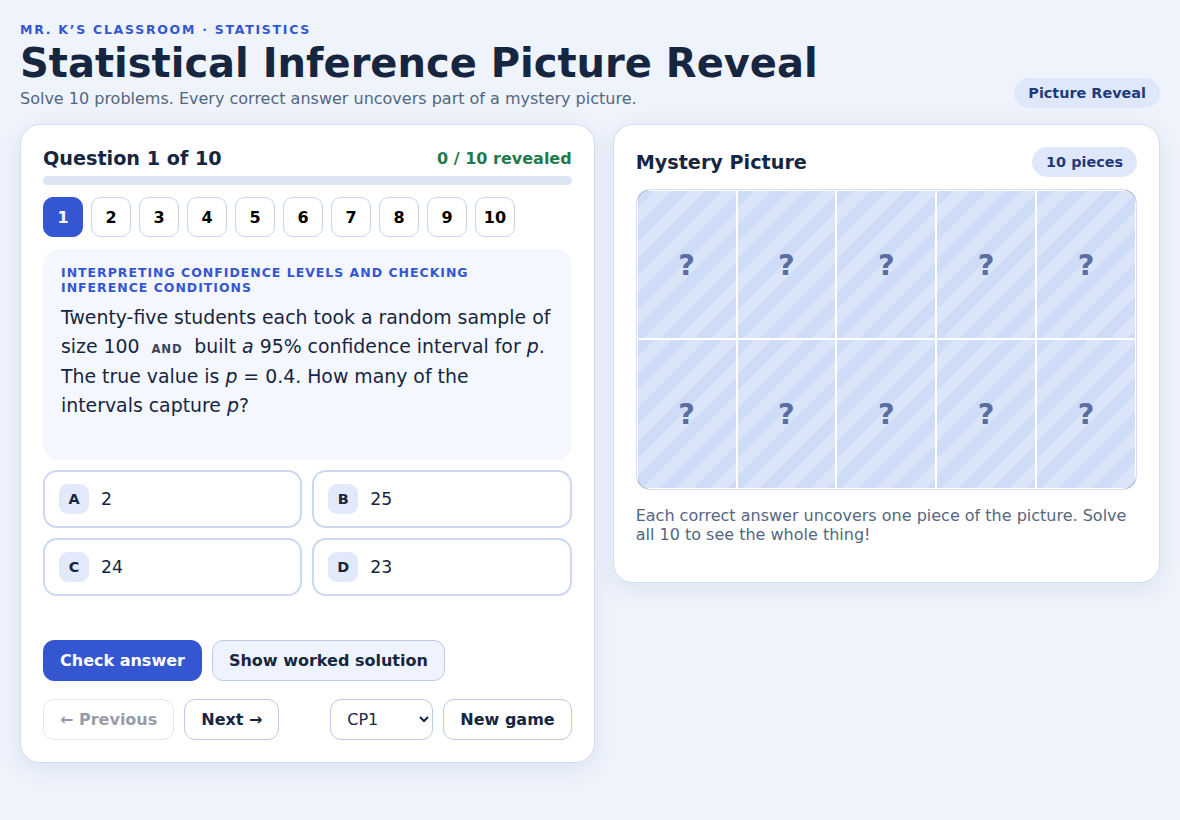 MR. K’S CLASSROOM · STATISTICS
Statistical Inference Picture Reveal
Solve 10 problems. Every correct answer uncovers part of a mystery picture.
Picture Reveal
Question 1 of 10
0 / 10 revealed
1 2 3 4 5 6 7 8 9 10
INTERPRETING CONFIDENCE LEVELS AND CHECKING
INFERENCE CONDITIONS
Twenty-five students each took a random sample of
size 100 AND built a 95% confidence interval for p.
The true value is p = 0.4. How many of the
intervals capture p?
A 2
B 25
C 24
D 23
Check answer
Show worked solution
← Previous
Next →
CP1
New game
Mystery Picture
10 pieces
? ? ? ? ?
? ? ? ? ?
Each correct answer uncovers one piece of the picture. Solve
all 10 to see the whole thing!